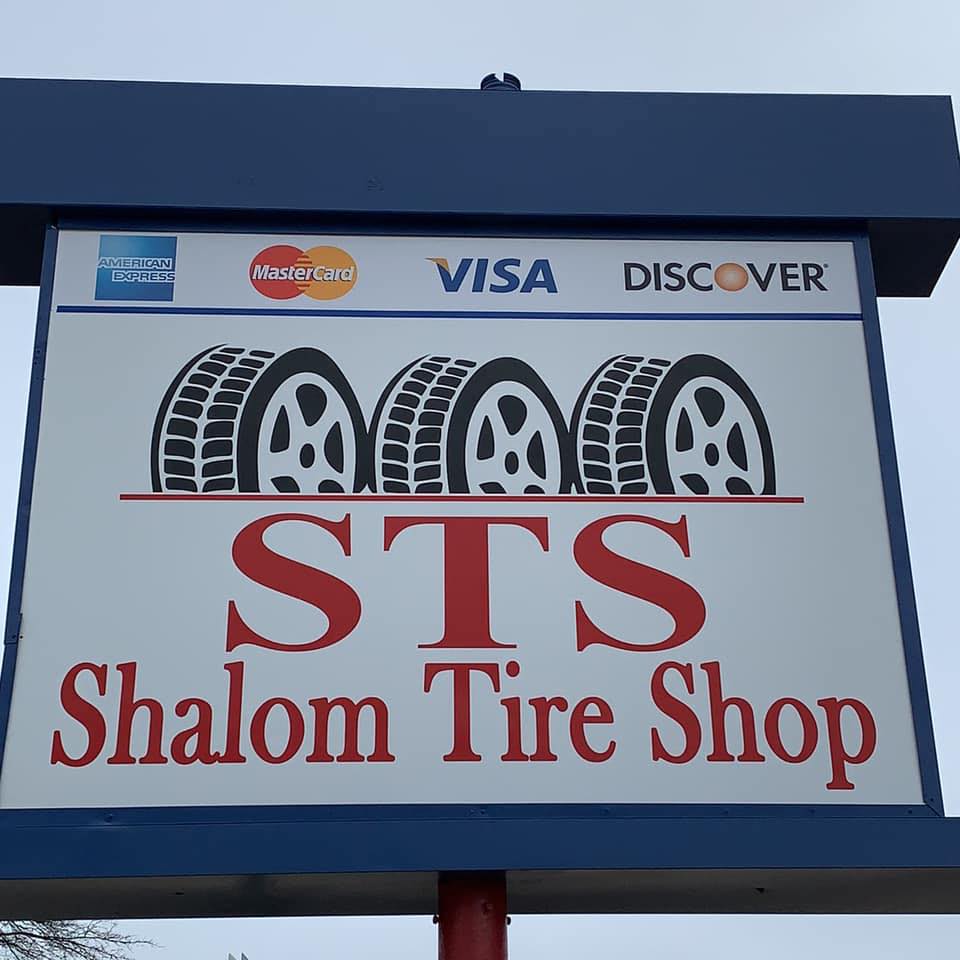 AMERICAN EXPRESS MasterCard VISA DISCOVER
STS
Shalom Tire Shop